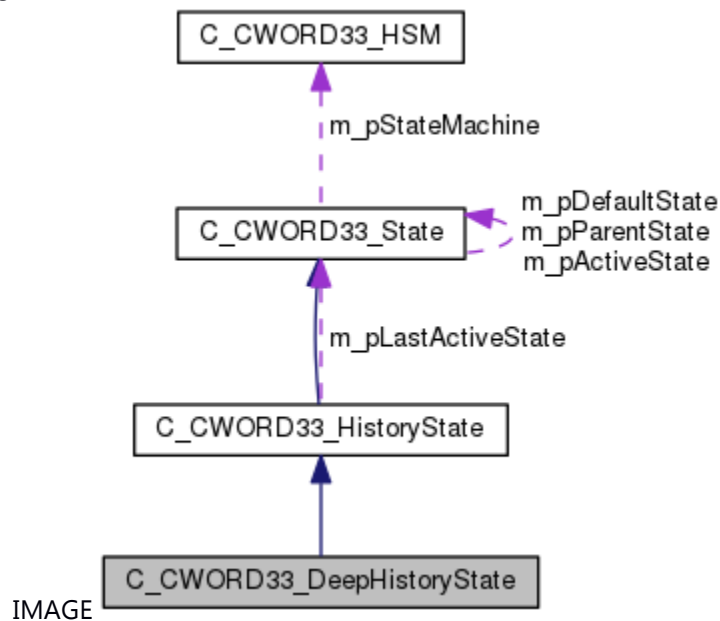 C_CWORD33_HSM
m_pStateMachine
C_CWORD33_State
m_pDefaultState
m_pParentState
m_pActiveState
m_pLastActiveState
C_CWORD33_HistoryState
C_CWORD33_DeepHistoryState
IMAGE